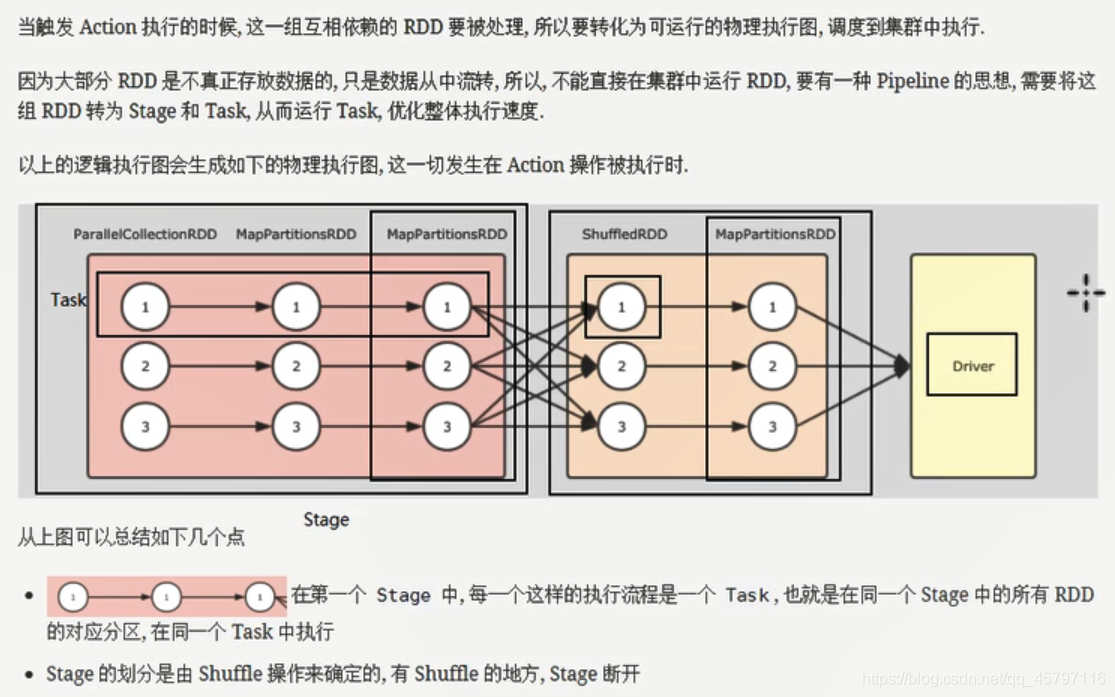 当触发 Action 执行的时候, 这一组互相依赖的 RDD 要被处理, 所以要转化为可运行的物理执行图, 调度到集群中执行.
因为大部分 RDD 是不真正存放数据的, 只是数据从中流转, 所以, 不能直接在集群中运行 RDD, 要有一种 Pipeline 的思想, 需要将这
组 RDD 转为 Stage 和 Task, 从而运行 Task, 优化整体执行速度.
以上的逻辑执行图会生成如下的物理执行图, 这一切发生在 Action 操作被执行时.
ParallelCollectionRDD MapPartitionsRDD MapPartitionsRDD ShuffledRDD MapPartitionsRDD
Task 1 1 1 1 1
2 2 2 2 2 Driver
3 3 3 3 3
Stage
从上图可以总结如下几个点
1 1 1 在第一个 Stage 中, 每一个这样的执行流程是一个 Task, 也就是在同一个 Stage 中的所有 RDD
的对应分区, 在同一个 Task 中执行
Stage 的划分是由 Shuffle 操作来确定的, 有 Shuffle 的地方, Stage 断开
https://blog.csdn.net/qq_45797116